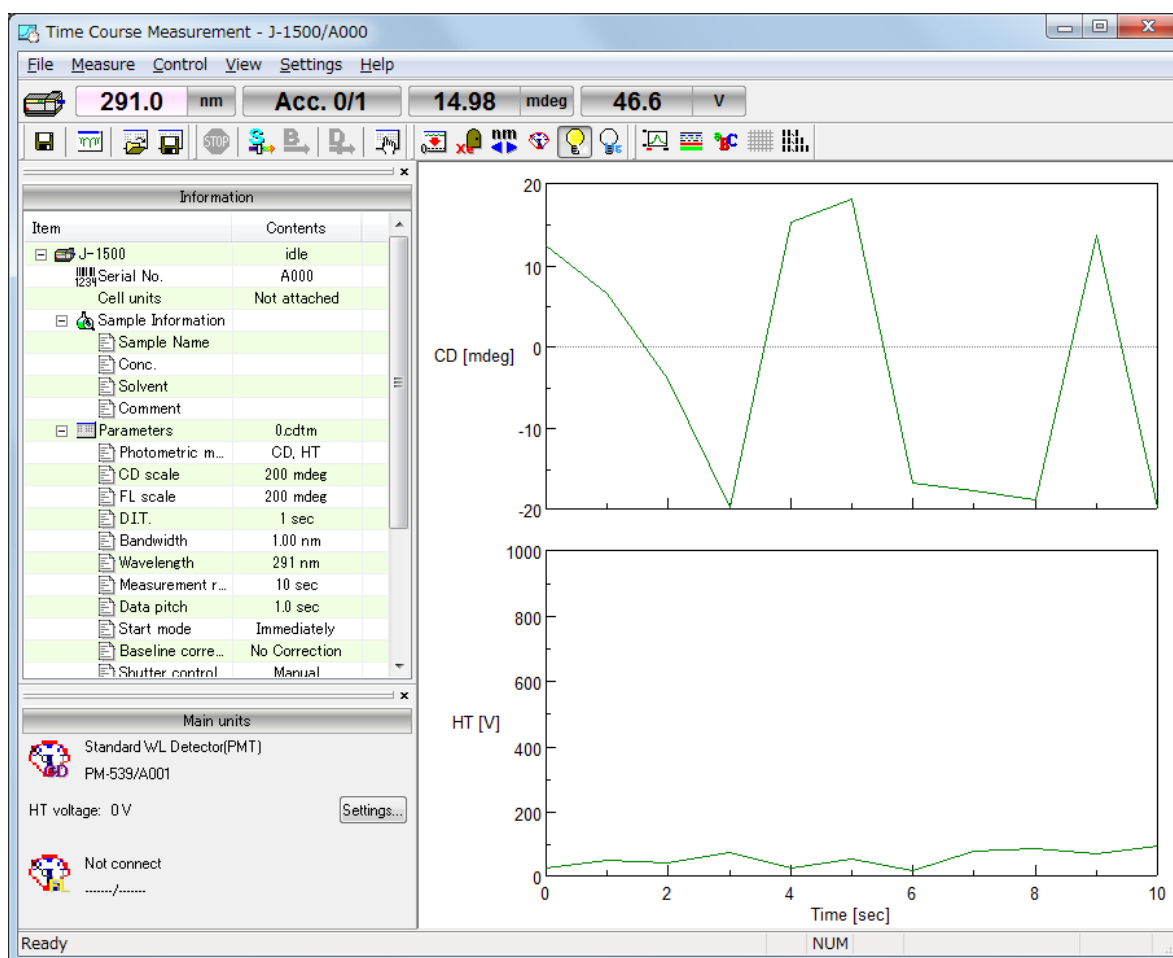 Time Course Measurement - J-1500/A000
File Measure Control View Settings Help
291.0 nm Acc. 0/1 14.98 mdeg 46.6 V
STOP S B D nm
Information
Item Contents
J-1500 idle
Serial No. A000
Cell units Not attached
Sample Information
Sample Name
Conc.
Solvent
Comment
Parameters 0.cdtm
Photometric m... CD, HT
CD scale 200 mdeg
FL scale 200 mdeg
D.I.T. 1 sec
Bandwidth 1.00 nm
Wavelength 291 nm
Measurement r... 10 sec
Data pitch 1.0 sec
Start mode Immediately
Baseline corre... No Correction
Shutter control Manual
Main units
Standard WL Detector(PMT)
PM-539/A001
HT voltage: 0 V Settings...
Not connect
-------/-------
20
10
CD [mdeg] 0
-10
-20
1000
800
600
HT [V]
400
200
0
0 2 4 6 8 10
Time [sec]
Ready NUM